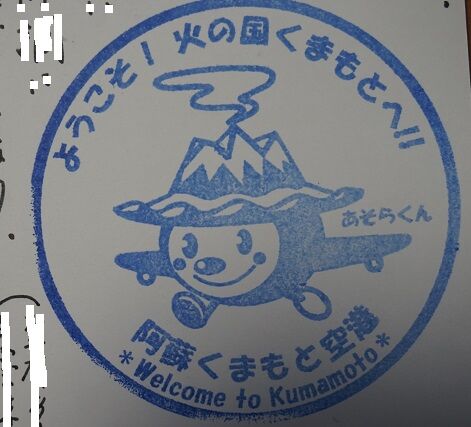 ようこそ!火の国くまもとへ!!
あそらくん
阿蘇くまもと空港
*Welcome to Kumamoto*